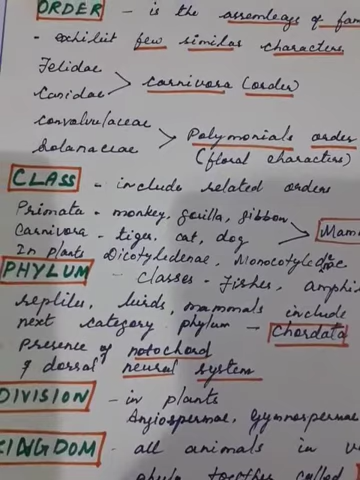 ORDER - is the assemleags of fam
- exhibit few similar characters
Felidae
Canidae > Carnivora (order)
convolvulaceae
Solanaceae > Polymonials order
(floral characters)
CLASS - include related orders
Primata - monkey, gorilla, gibbon
Carnivora - tiger, cat, dog > Mam
In plants Dicotyledenae, Monocotyledenae
PHYLUM - Classes - Fishes, amphi
reptiles, birds, mammals include
next category phylum - Chordata
Presence of notochord
& dorsal neural system
DIVISION - in plants
Angiospermae, Gymnospermae
KINGDOM - all animals in v
phyla together called